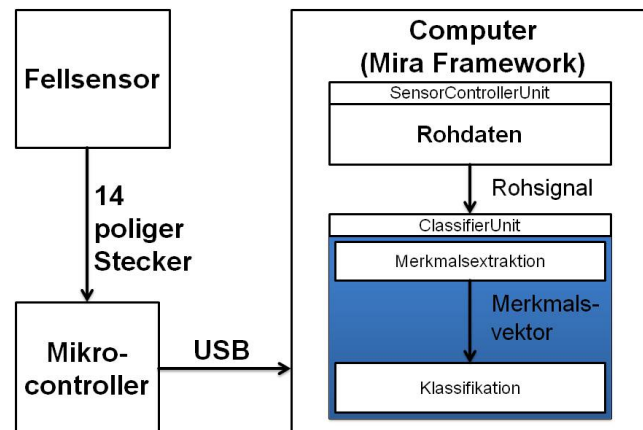 Fellsensor
14
poliger
Stecker
Mikro-
controller
USB
Computer
(Mira Framework)
SensorControllerUnit
Rohdaten
Rohsignal
ClassifierUnit
Merkmalsextraktion
Merkmals-
vektor
Klassifikation